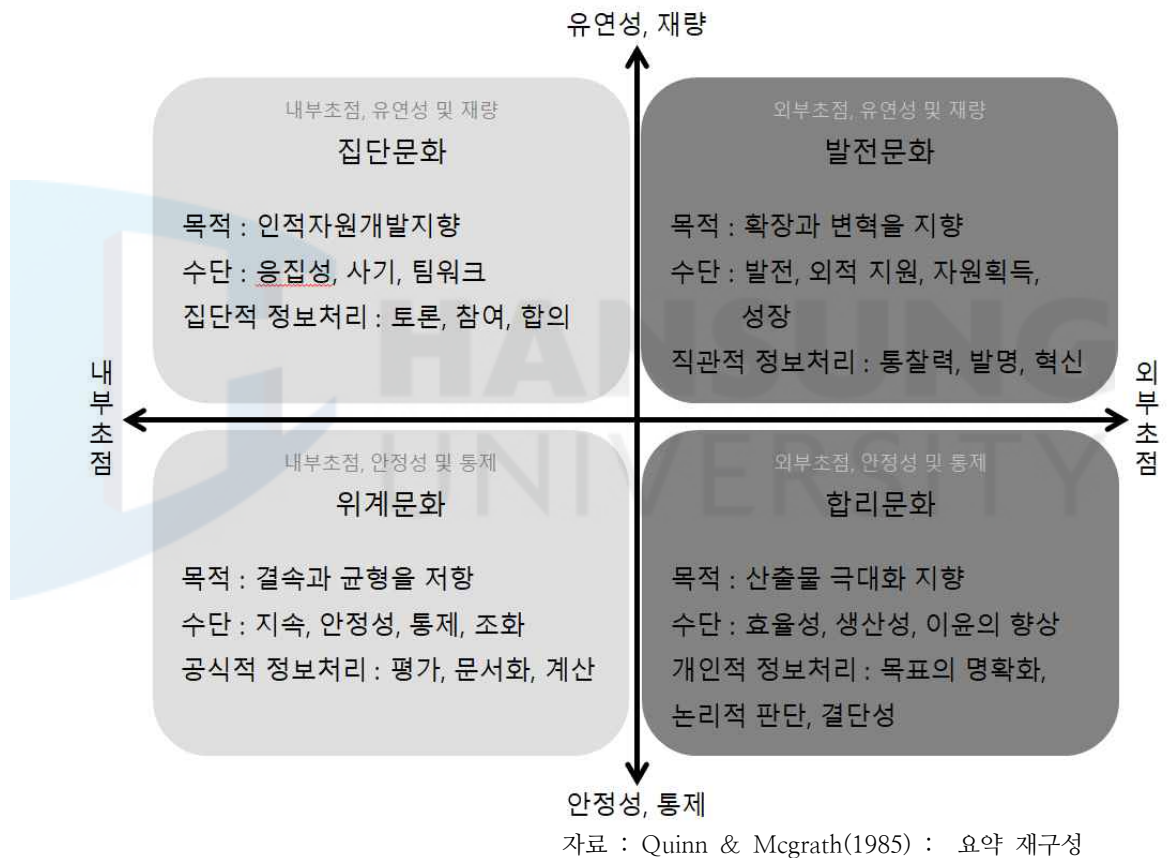 유연성, 재량
내부초점, 유연성 및 재량
집단문화
목적 : 인적자원개발지향
수단 : 응집성, 사기, 팀워크
집단적 정보처리 : 토론, 참여, 합의
외부초점, 유연성 및 재량
발전문화
목적 : 확장과 변혁을 지향
수단 : 발전, 외적 지원, 자원획득,
성장
직관적 정보처리 : 통찰력, 발명, 혁신
내부초점
외부초점
HANSUNG
UNIVERSITY
내부초점, 안정성 및 통제
위계문화
목적 : 결속과 균형을 저항
수단 : 지속, 안정성, 통제, 조화
공식적 정보처리 : 평가, 문서화, 계산
외부초점, 안정성 및 통제
합리문화
목적 : 산출물 극대화 지향
수단 : 효율성, 생산성, 이윤의 향상
개인적 정보처리 : 목표의 명확화,
논리적 판단, 결단성
안정성, 통제
자료 : Quinn & Mcgrath(1985) : 요약 재구성